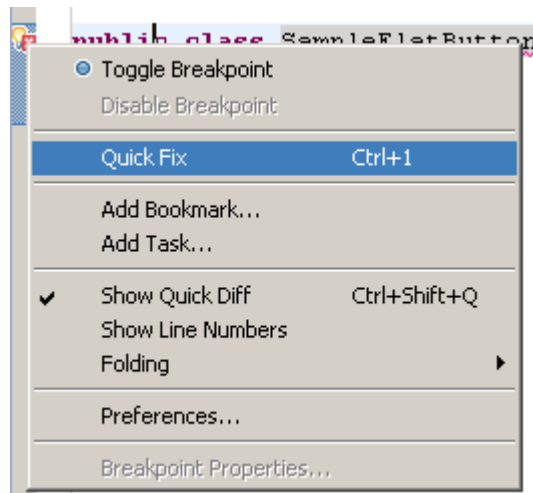 public class SampleFlatButton
Toggle Breakpoint
Disable Breakpoint
Quick Fix Ctrl+1
Add Bookmark...
Add Task...
Show Quick Diff Ctrl+Shift+Q
Show Line Numbers
Folding
Preferences...
Breakpoint Properties...